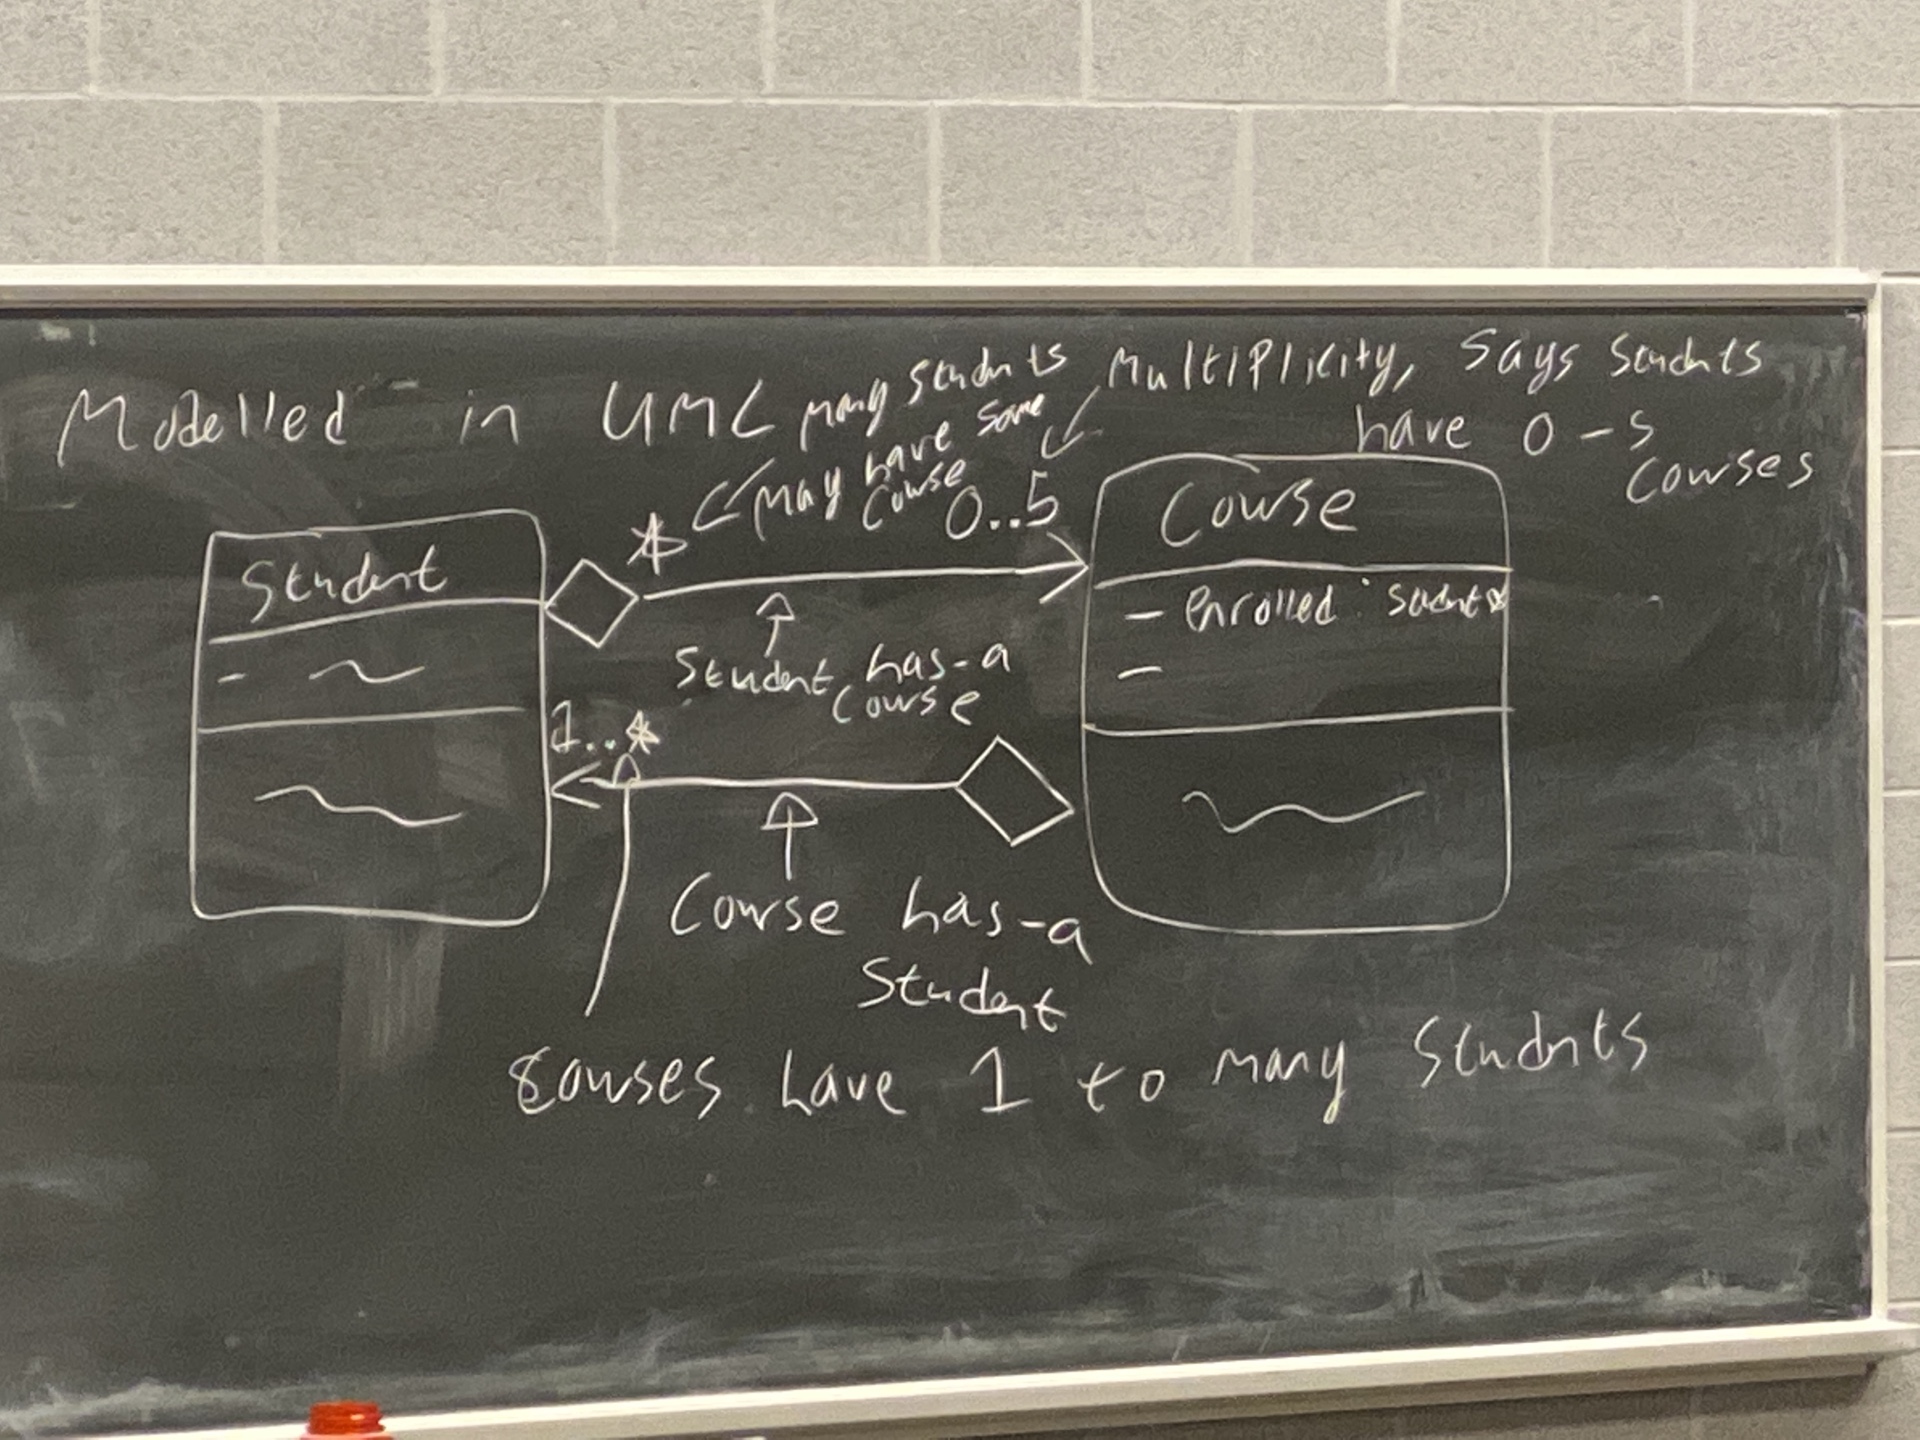 Modelled in UML
many students
may have same
course
Multiplicity, says students
have 0-5
courses
Student
*
0..5
Course
- enrolled: student*
-
-
Student has-a
course
1..*
Course has-a
Student
courses have 1 to many students